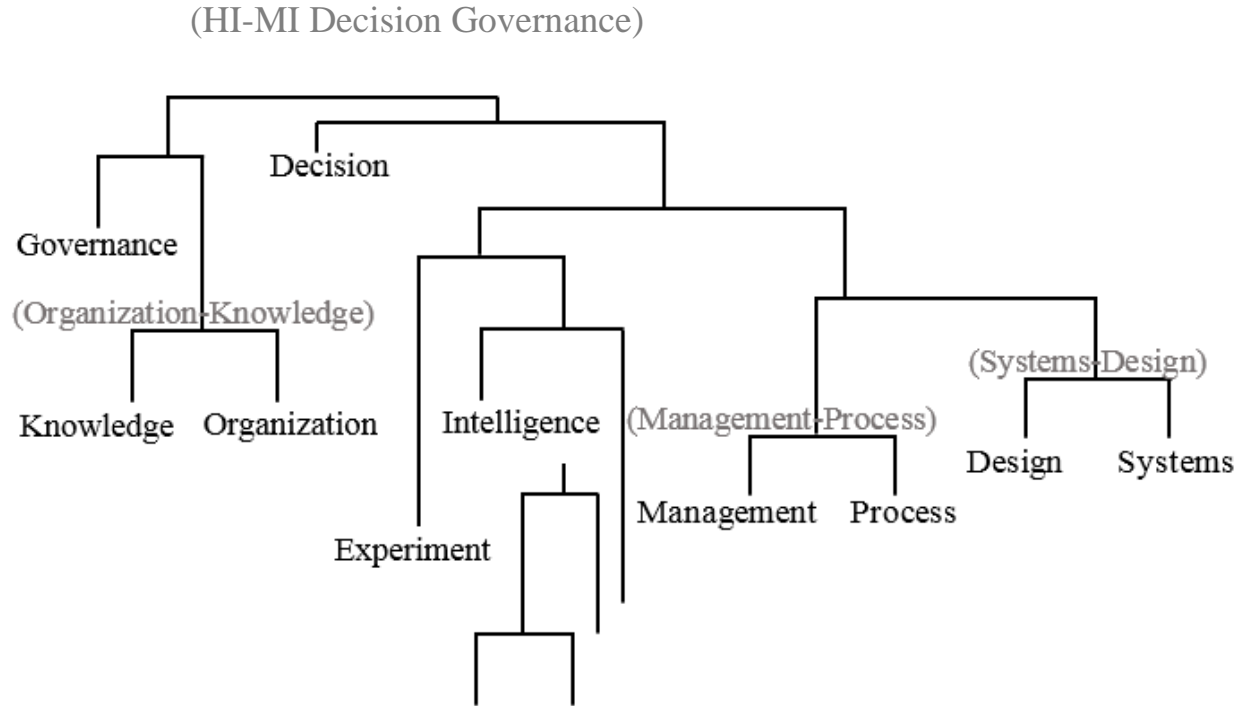 (HI-MI Decision Governance)
Decision
Governance
(Organization-Knowledge)
(Systems-Design)
Knowledge
Organization
Intelligence
(Management-Process)
Design
Systems
Management
Process
Experiment